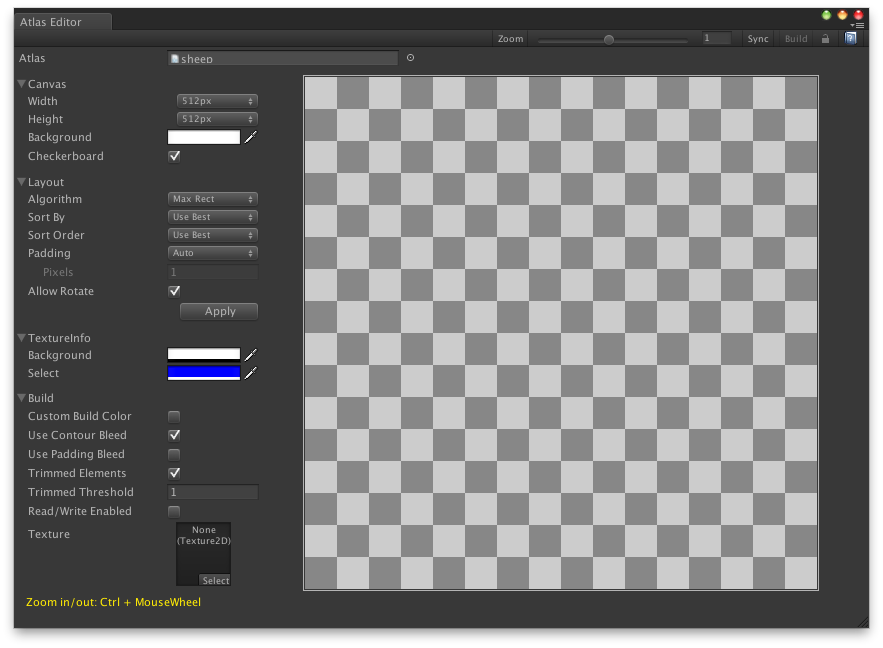 Atlas Editor
Zoom 1 Sync Build
Atlas sheep
Canvas
Width 512px
Height 512px
Background
Checkerboard
Layout
Algorithm Max Rect
Sort By Use Best
Sort Order Use Best
Padding Auto
Pixels 1
Allow Rotate
Apply
TextureInfo
Background
Select
Build
Custom Build Color
Use Contour Bleed
Use Padding Bleed
Trimmed Elements
Trimmed Threshold 1
Read/Write Enabled
Texture None
(Texture2D)
Select
Zoom in/out: Ctrl + MouseWheel